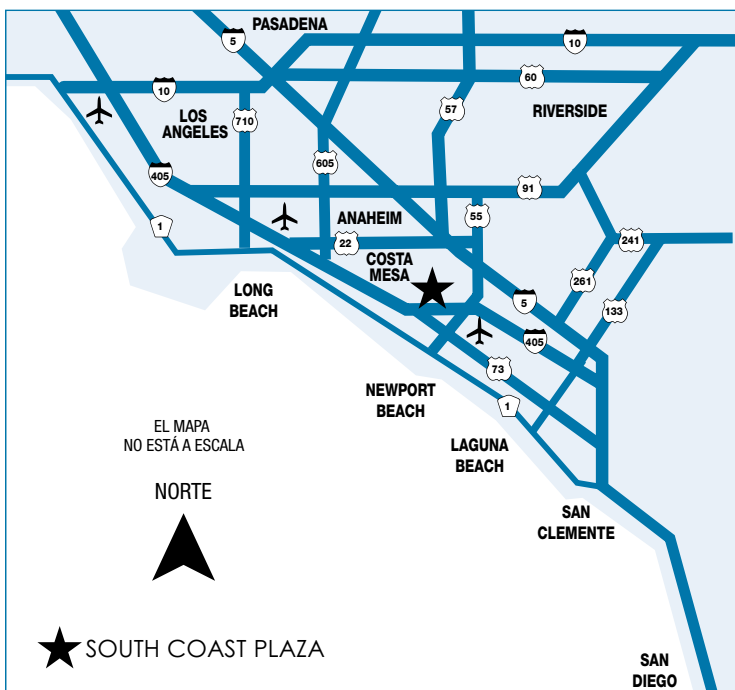 PASADENA
5
10
10
60
57
LOS
ANGELES
710
RIVERSIDE
605
405
91
1
ANAHEIM
55
22
241
COSTA
MESA
261
5
133
LONG
BEACH
405
73
NEWPORT
BEACH
1
EL MAPA
NO ESTÁ A ESCALA
LAGUNA
BEACH
NORTE
SAN
CLEMENTE
SOUTH COAST PLAZA
SAN
DIEGO